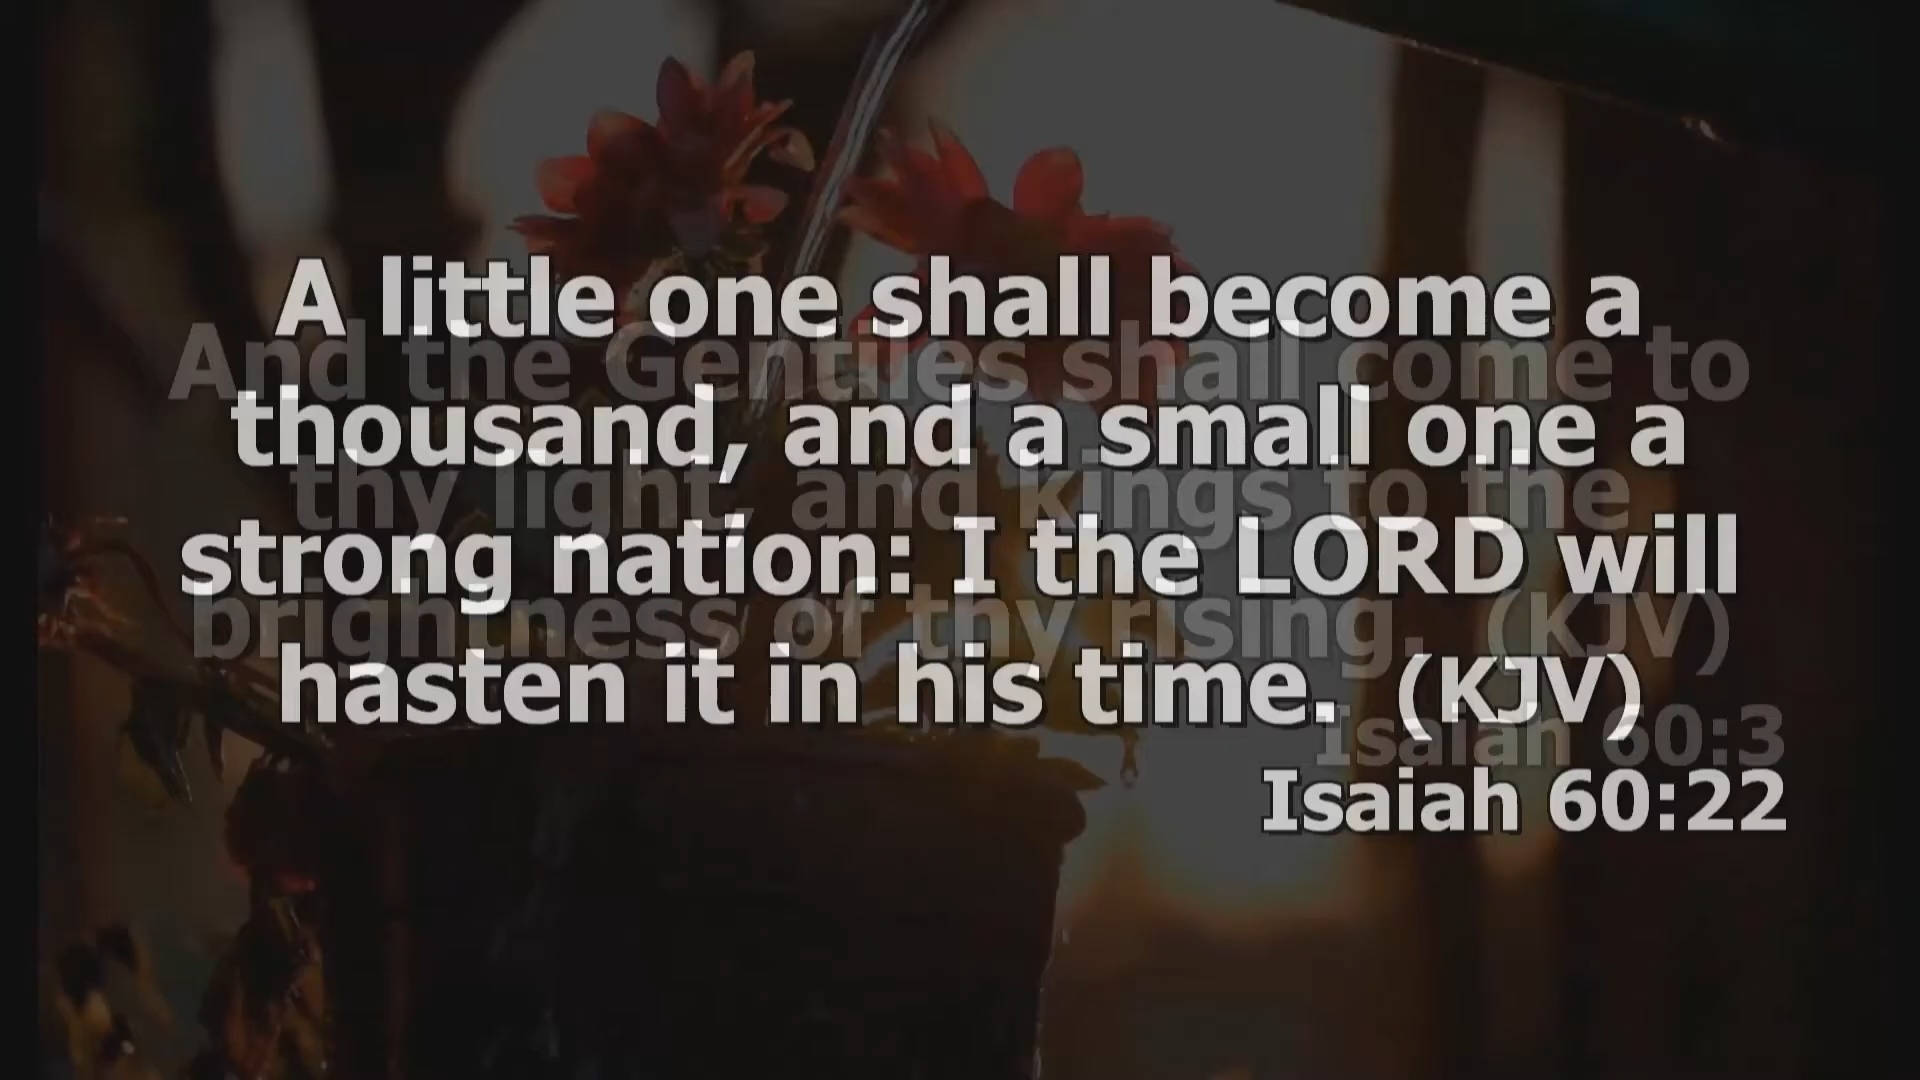 A little one shall become a
thousand, and a small one a
strong nation: I the LORD will
hasten it in his time. (KJV)
Isaiah 60:22
And the Gentiles shall come to
thy light, and kings to the
brightness of thy rising. (KJV)
Isaiah 60:3